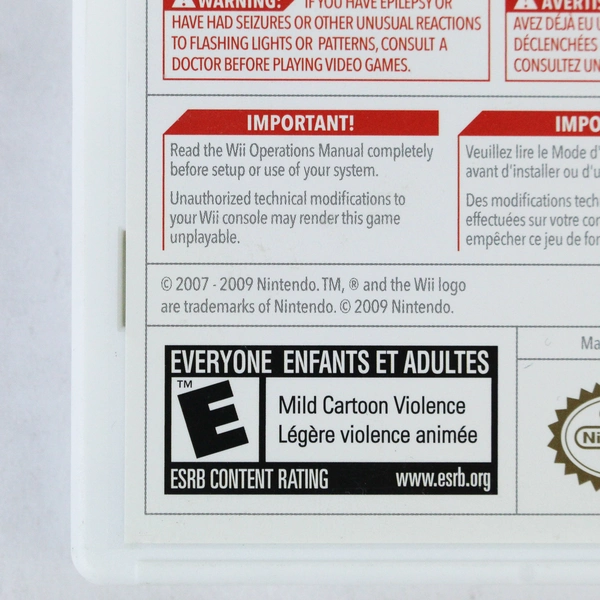 WARNING: IF YOU HAVE EPILEPSY OR
HAVE HAD SEIZURES OR OTHER UNUSUAL REACTIONS
TO FLASHING LIGHTS OR PATTERNS, CONSULT A
DOCTOR BEFORE PLAYING VIDEO GAMES.
AVERTIS
AVEZ DÉJÀ EU U
DÉCLENCHÉES
CONSULTEZ UN
IMPORTANT!
Read the Wii Operations Manual completely
before setup or use of your system.
Unauthorized technical modifications to
your Wii console may render this game
unplayable.
IMPO
Veuillez lire le Mode d'
avant d'installer ou d'u
Des modifications tech
effectuées sur votre con
empêcher ce jeu de fon
© 2007 - 2009 Nintendo. TM, ® and the Wii logo
are trademarks of Nintendo. © 2009 Nintendo.
EVERYONE ENFANTS ET ADULTES
TM
E
Mild Cartoon Violence
Légère violence animée
ESRB CONTENT RATING www.esrb.org
Ma
Ni